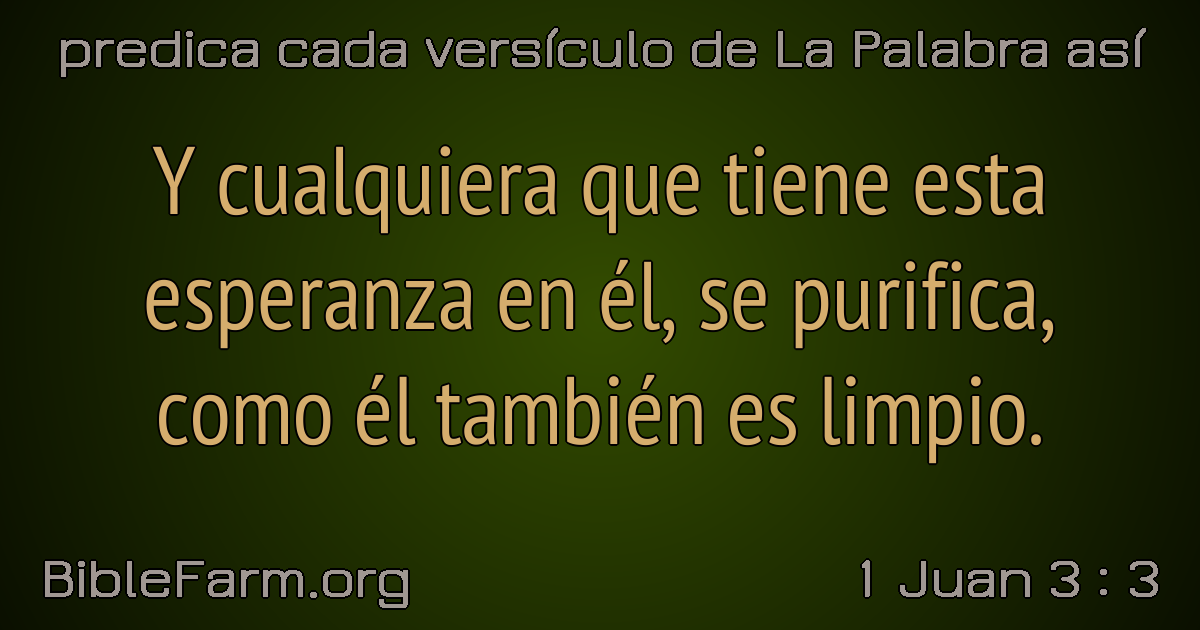 predica cada versículo de La Palabra así
Y cualquiera que tiene esta
esperanza en él, se purifica,
como él también es limpio.
BibleFarm.org
1 Juan 3 : 3